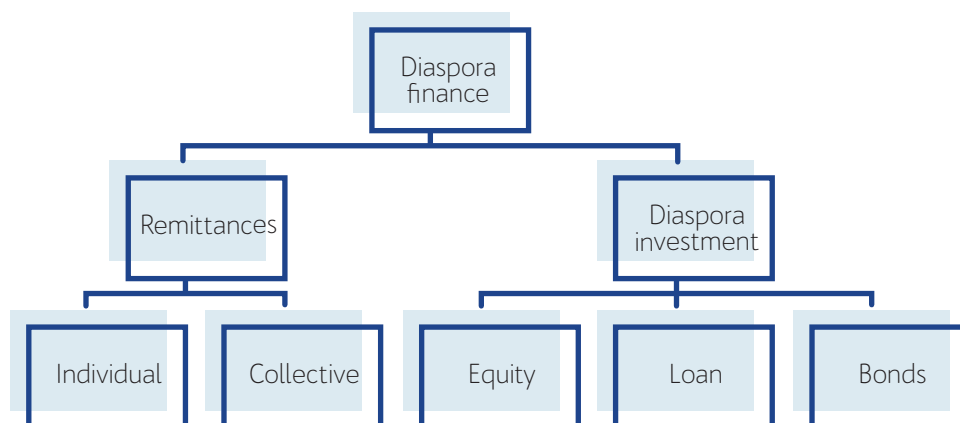 Diaspora
finance
Remittances
Diaspora
investment
Individual
Collective
Equity
Loan
Bonds